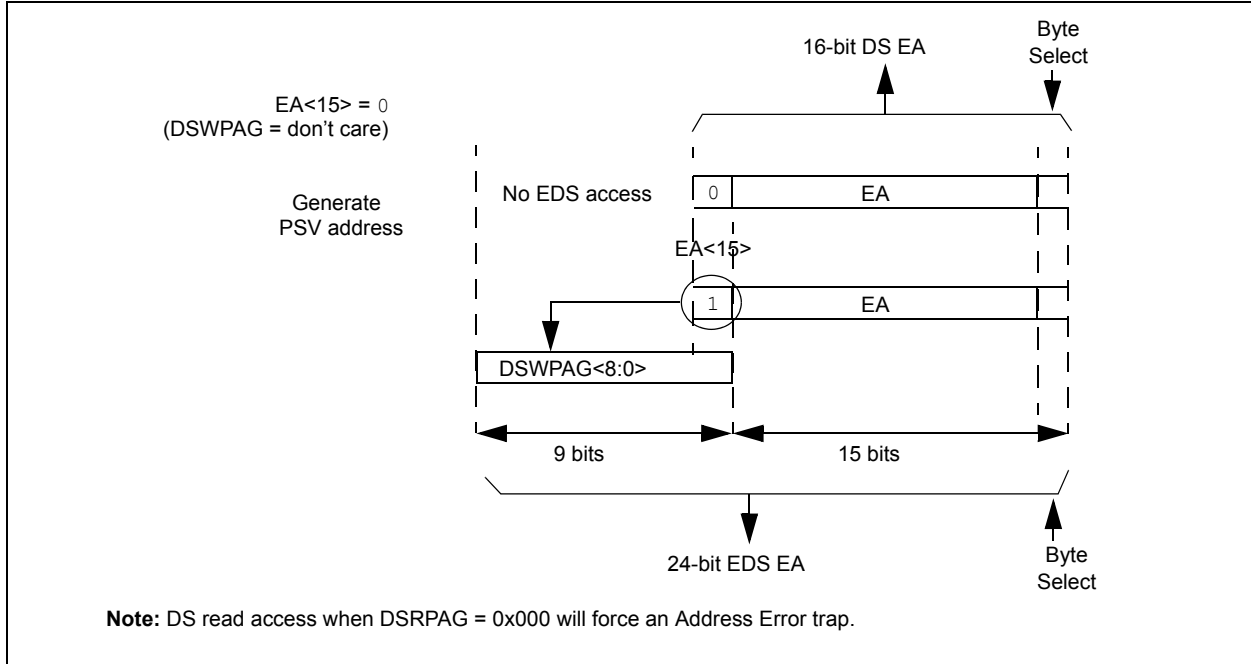 16-bit DS EA
Byte
Select
EA<15> = 0
(DSWPAG = don't care)
Generate
PSV address
No EDS access
0
EA
EA<15>
1
EA
DSWPAG<8:0>
9 bits
15 bits
24-bit EDS EA
Byte
Select
Note: DS read access when DSRPAG = 0x000 will force an Address Error trap.